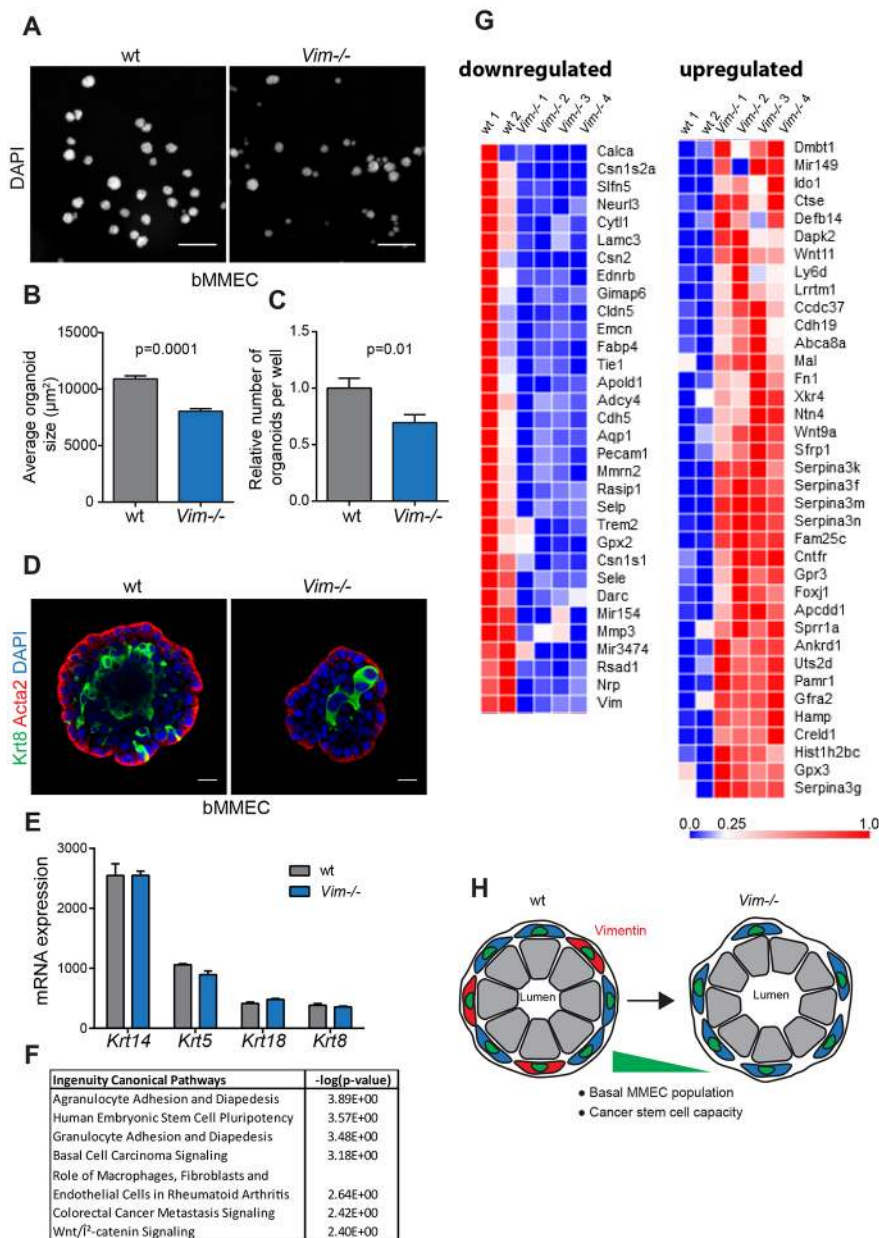 A
wt
Vim-/-
DAPI
bMMEC
B
C
15000
10000
5000
0
p=0.0001
Average organoid
size (µm²)
wt
Vim-/-
1.5
1.0
0.5
0.0
p=0.01
Relative number of
organoids per well
wt
Vim-/-
D
wt
Vim-/-
Krt8 Acta2 DAPI
bMMEC
E
3000
2000
1000
0
mRNA expression
wt
Vim-/-
Krt14 Krt5 Krt18 Krt8
F
Ingenuity Canonical Pathways -log(p-value)
Agranulocyte Adhesion and Diapedesis 3.89E+00
Human Embryonic Stem Cell Pluripotency 3.57E+00
Granulocyte Adhesion and Diapedesis 3.48E+00
Basal Cell Carcinoma Signaling 3.18E+00
Role of Macrophages, Fibroblasts and
Endothelial Cells in Rheumatoid Arthritis 2.64E+00
Colorectal Cancer Metastasis Signaling 2.42E+00
Wnt/Î²-catenin Signaling 2.40E+00
G
downregulated
wt 1 wt 2 Vim-/- 1 Vim-/- 2 Vim-/- 3 Vim-/- 4
Calca
Csn1s2a
Slfn5
Neurl3
Cytl1
Lamc3
Csn2
Ednrb
Gimap6
Cldn5
Emcn
Fabp4
Tie1
Apold1
Adcy4
Cdh5
Aqp1
Pecam1
Mmrn2
Rasip1
Selp
Trem2
Gpx2
Csn1s1
Sele
Darc
Mir154
Mmp3
Mir3474
Rsad1
Nrp
Vim
upregulated
wt 1 wt 2 Vim-/- 1 Vim-/- 2 Vim-/- 3 Vim-/- 4
Dmbt1
Mir149
Ido1
Ctse
Defb14
Dapk2
Wnt11
Ly6d
Lrrtm1
Ccdc37
Cdh19
Abca8a
Mal
Fn1
Xkr4
Ntn4
Wnt9a
Sfrp1
Serpina3k
Serpina3f
Serpina3m
Serpina3n
Fam25c
Cntfr
Gpr3
Foxj1
Apcdd1
Sprr1a
Ankrd1
Uts2d
Pamr1
Gfra2
Hamp
Creld1
Hist1h2bc
Gpx3
Serpina3g
0.0 0.25 1.0
H
wt
Vim-/-
Vimentin
Lumen
Lumen
● Basal MMEC population
● Cancer stem cell capacity